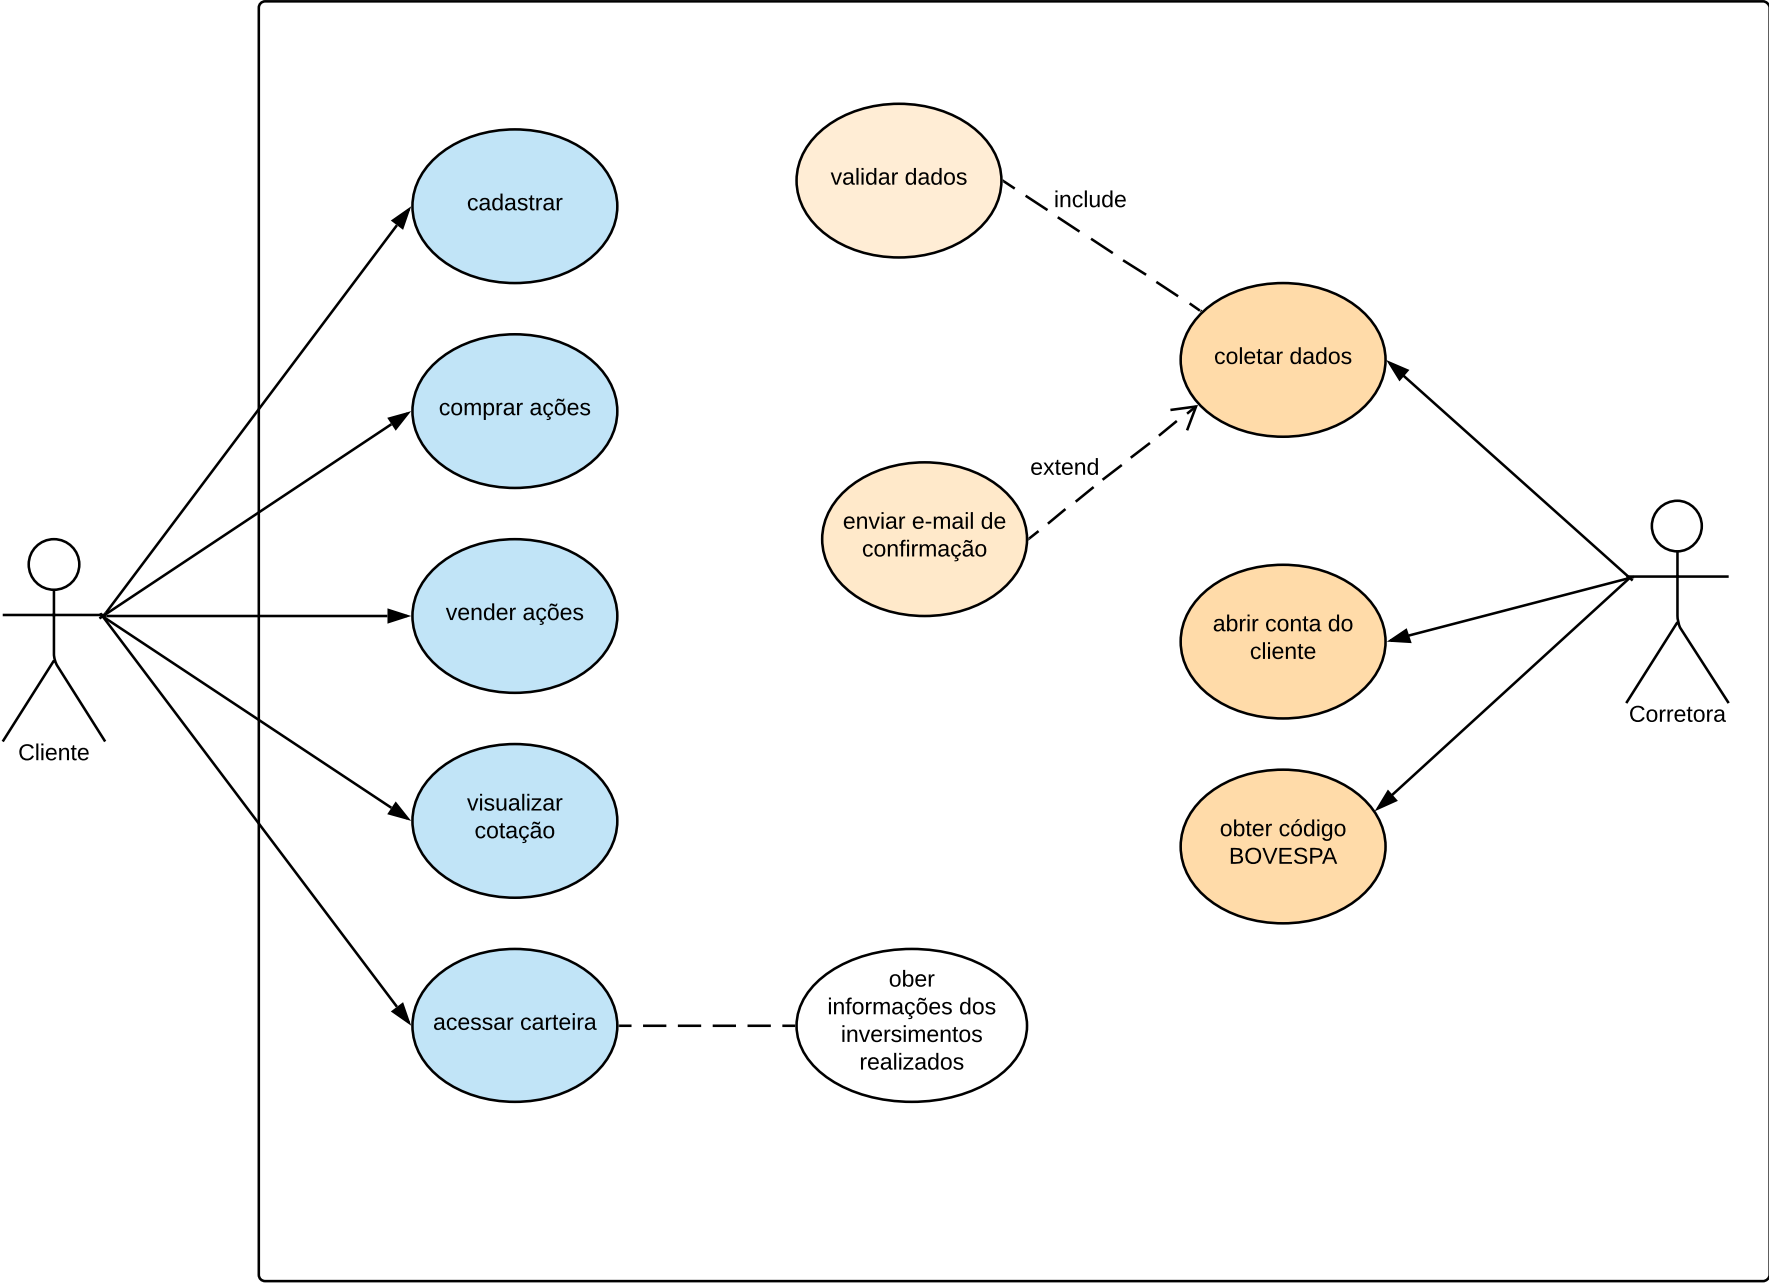 cadastrar
comprar ações
vender ações
visualizar
cotação
acessar carteira
Cliente
validar dados
include
coletar dados
extend
enviar e-mail de
confirmação
abrir conta do
cliente
obter código
BOVESPA
ober
informações dos
inversimentos
realizados
Corretora